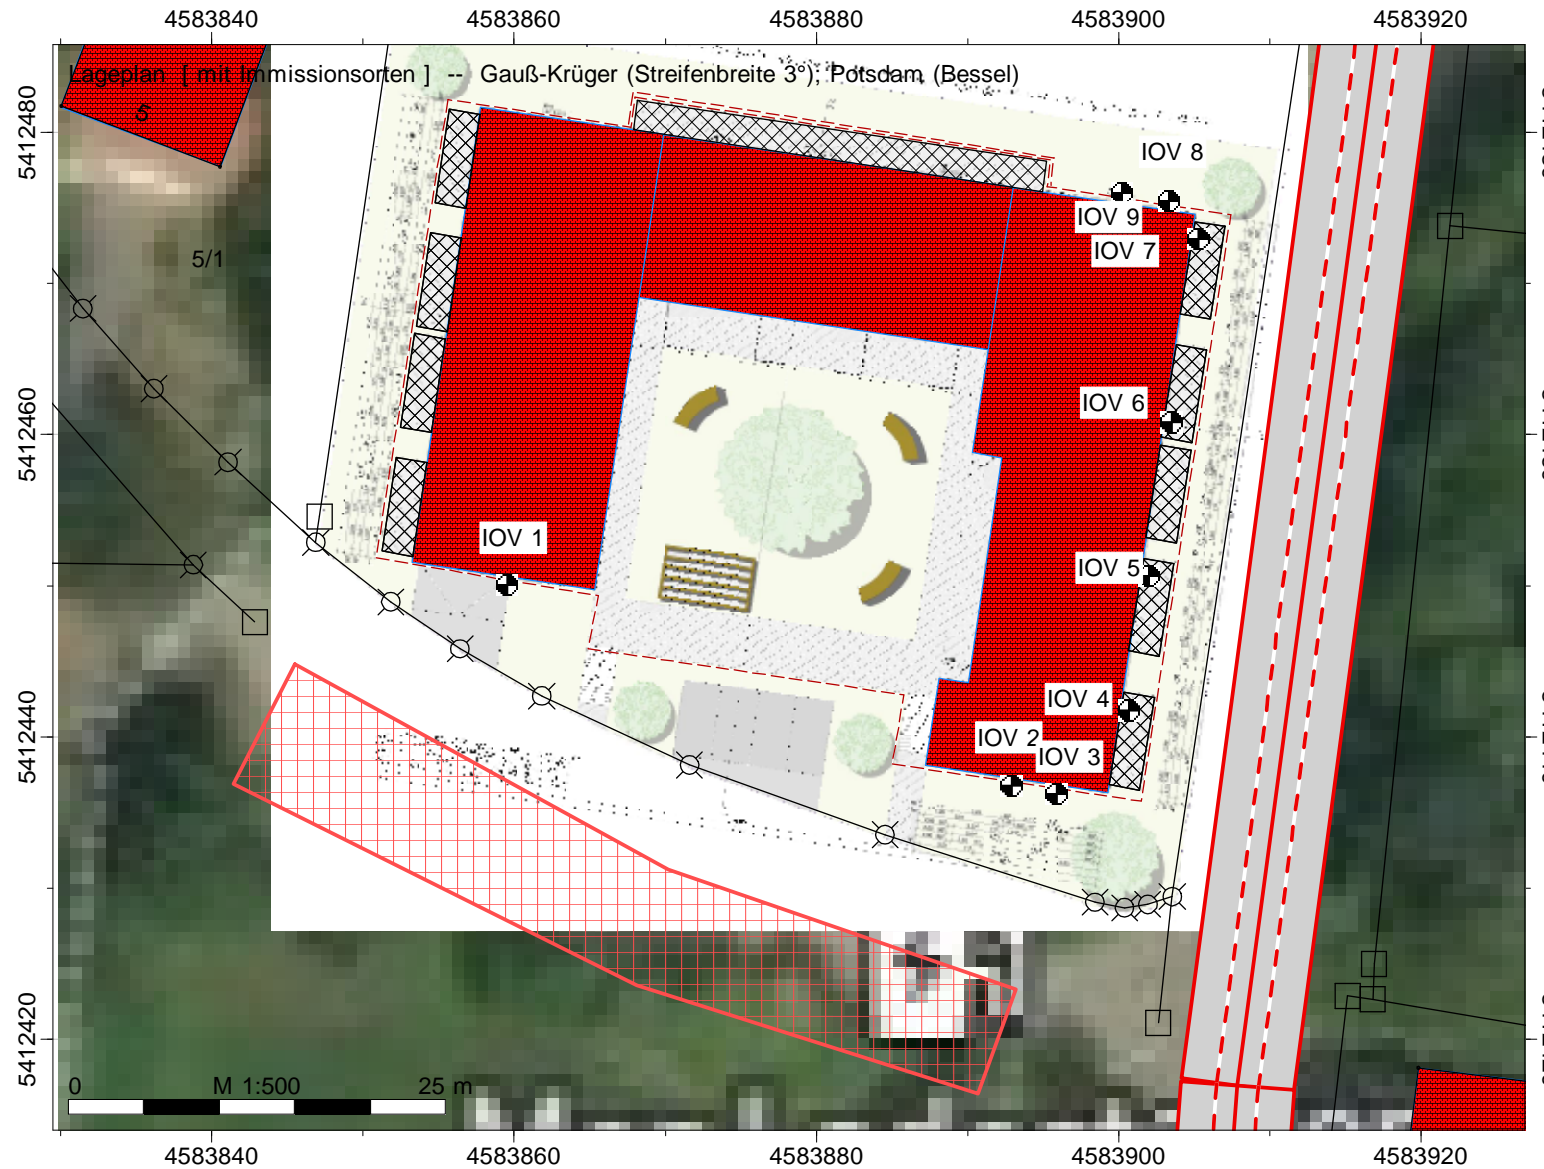 4583840 4583860 4583880 4583900 4583920
Lageplan [ mit Immissionsorten ] -- Gauß-Krüger (Streifenbreite 3°), Potsdam (Bessel)
5412480
5
IOV 8
IOV 9
IOV 7
5/1
5412460
IOV 6
IOV 1
IOV 5
5412440
IOV 4
IOV 2
IOV 3
5412420
0 M 1:500 25 m
4583840 4583860 4583880 4583900 4583920